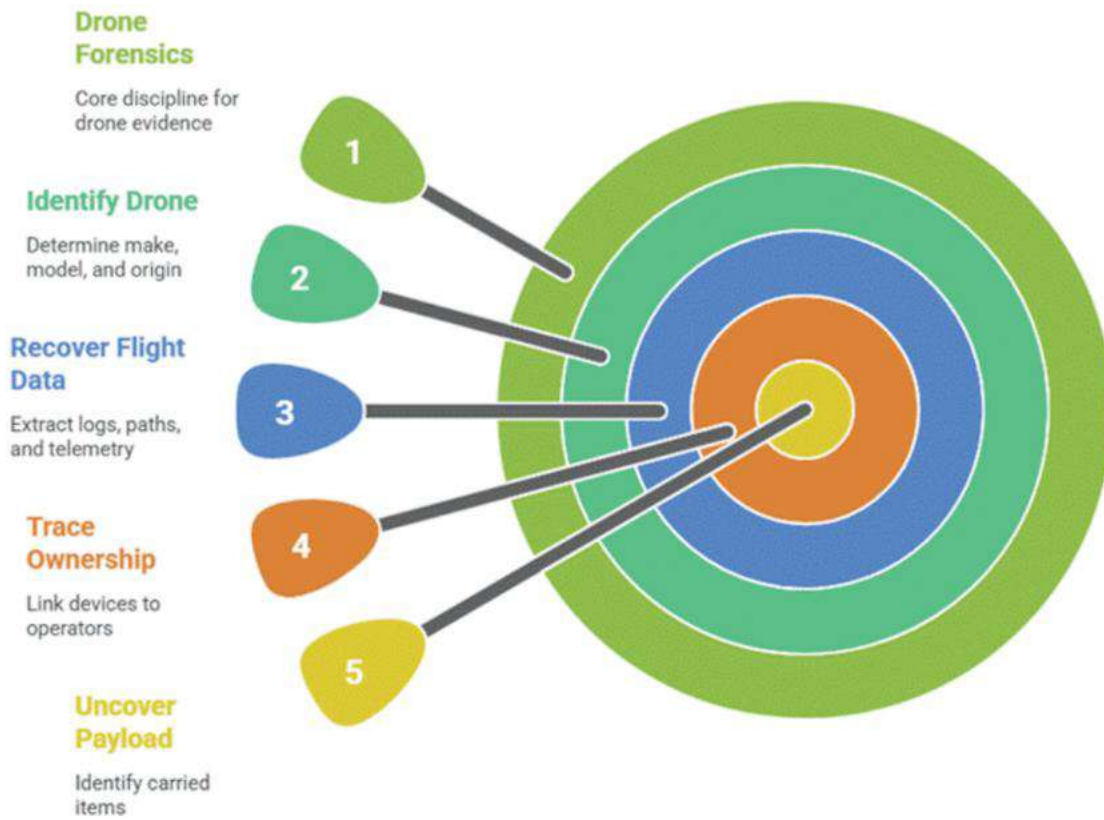 Drone
Forensics
Core discipline for
drone evidence
1
Identify Drone
Determine make,
model, and origin
2
Recover Flight
Data
Extract logs, paths,
and telemetry
3
Trace
Ownership
Link devices to
operators
4
Uncover
Payload
Identify carried
items
5